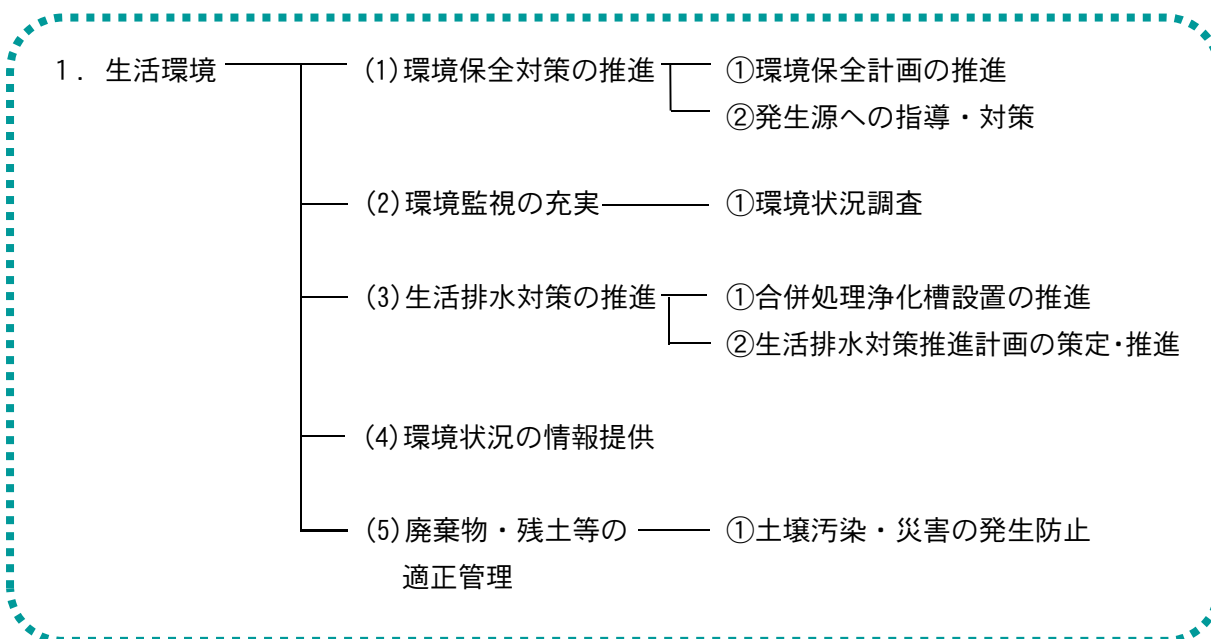 1. 生活環境 (1)環境保全対策の推進 ①環境保全計画の推進
②発生源への指導・対策
(2)環境監視の充実 ①環境状況調査
(3)生活排水対策の推進 ①合併処理浄化槽設置の推進
②生活排水対策推進計画の策定・推進
(4)環境状況の情報提供
(5)廃棄物・残土等の ①土壌汚染・災害の発生防止
適正管理